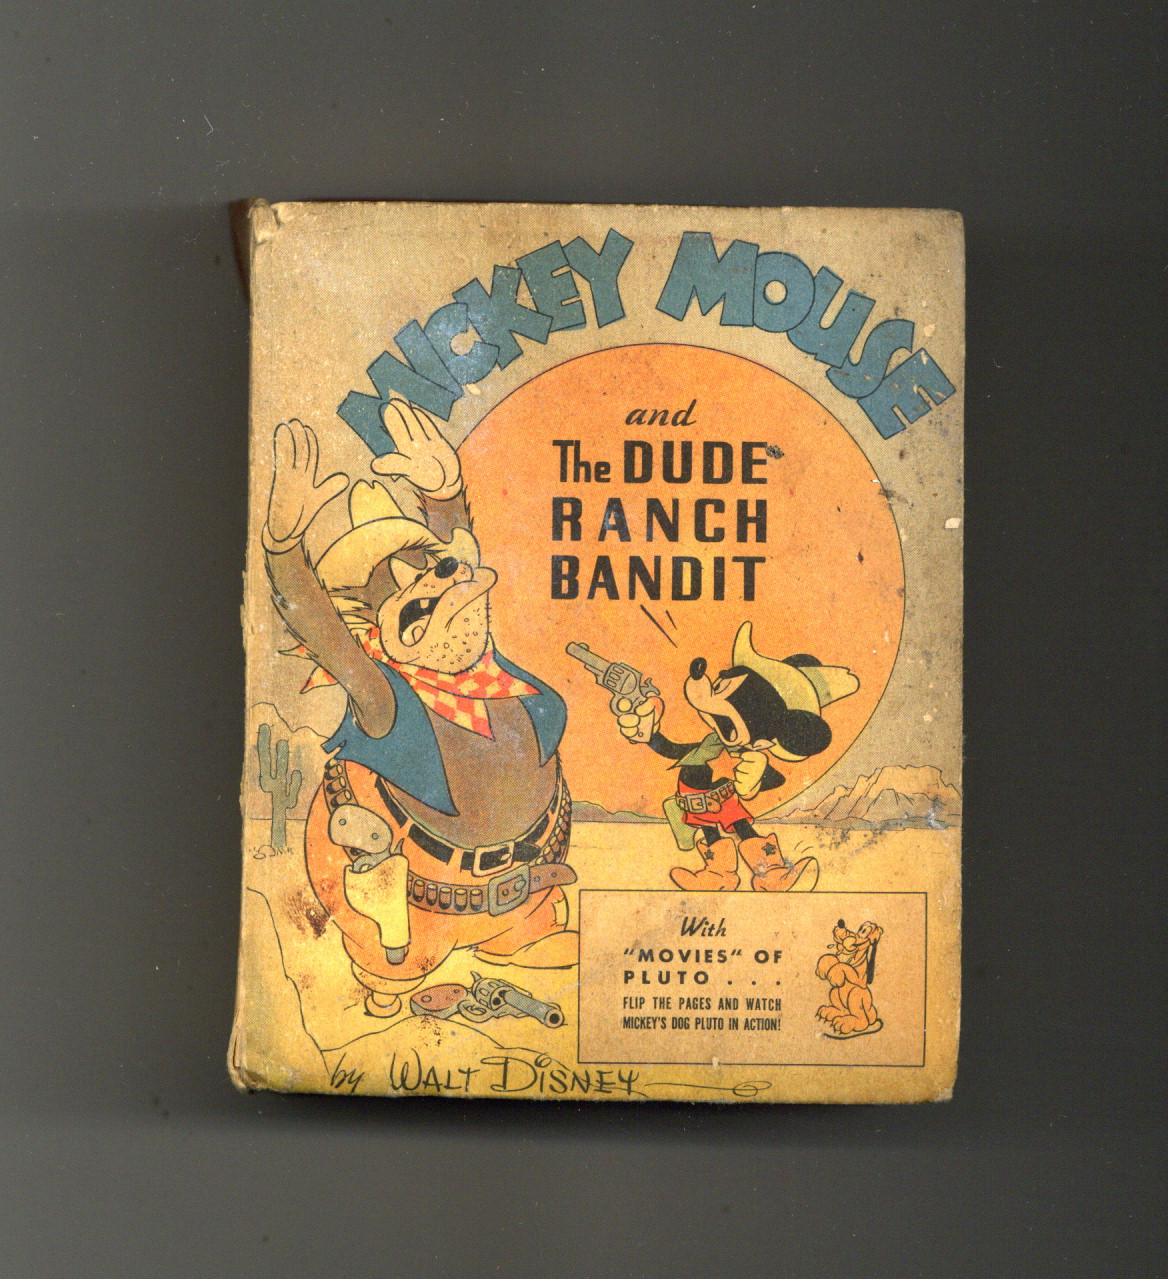 MICKEY MOUSE
and
The DUDE
RANCH
BANDIT
With
"MOVIES" OF
PLUTO . . .
FLIP THE PAGES AND WATCH
MICKEY'S DOG PLUTO IN ACTION!
by WALT DISNEY